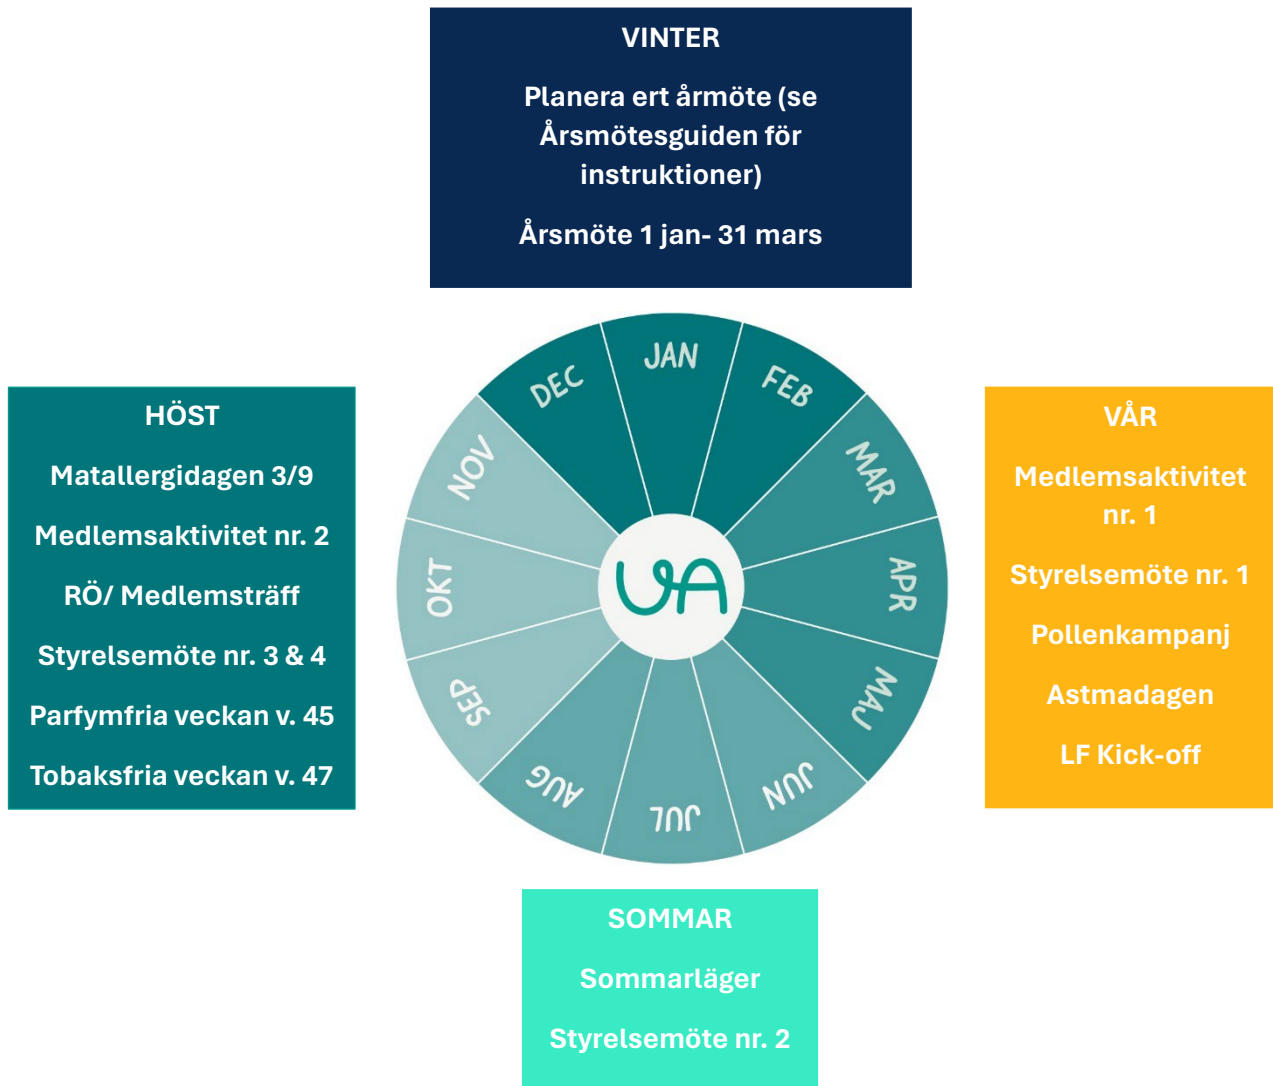 VINTER
Planera ert årmöte (se
Årsmötesguiden för
instruktioner)
Årsmöte 1 jan- 31 mars
HÖST
Matallergidagen 3/9
Medlemsaktivitet nr. 2
RÖ/ Medlemsträff
Styrelsemöte nr. 3 & 4
Parfymfria veckan v. 45
Tobaksfria veckan v. 47
JAN
FEB
MAR
APR
MAJ
JUN
JUL
AUG
SEP
OKT
NOV
DEC
UA
VÅR
Medlemsaktivitet
nr. 1
Styrelsemöte nr. 1
Pollenkampanj
Astmadagen
LF Kick-off
SOMMAR
Sommarläger
Styrelsemöte nr. 2